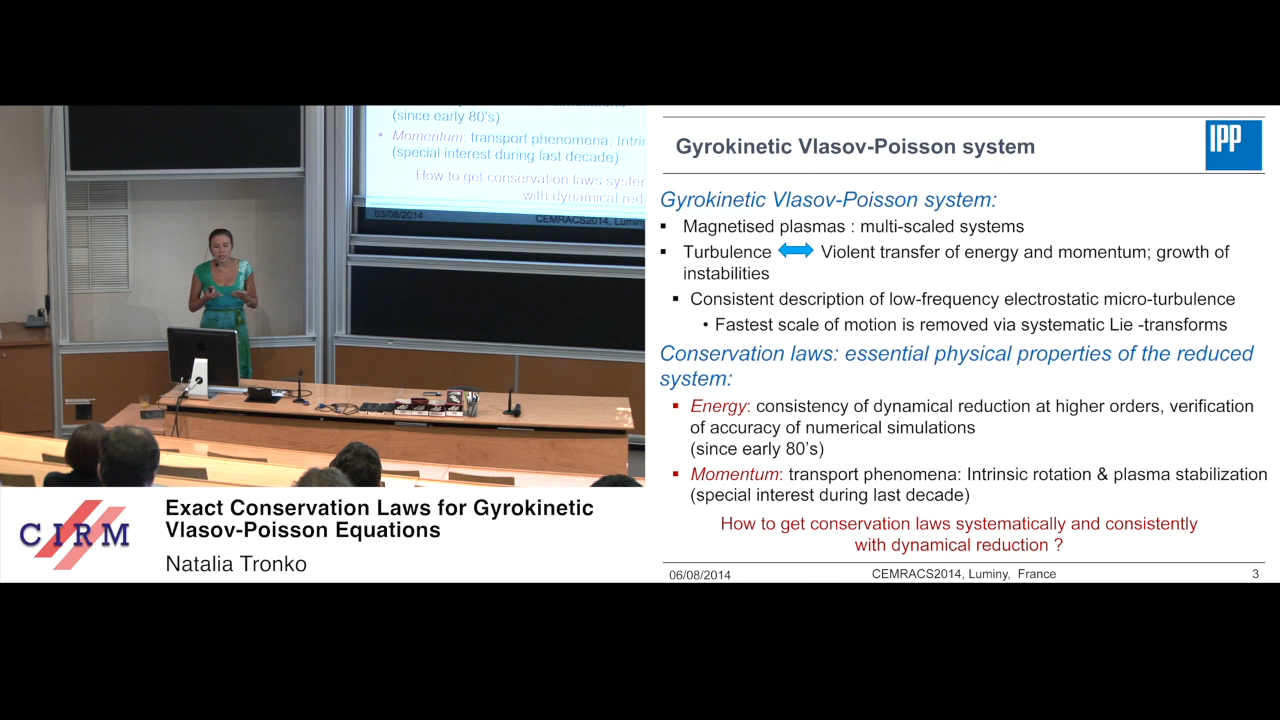 (since early 80's)
Momentum: transport phenomena: Intrin
(special interest during last decade)
How to get conservation laws syster
with dynamical red
03/08/2014
CEMRACS2014, Luminy,
CIRM
Exact Conservation Laws for Gyrokinetic
Vlasov-Poisson Equations
Natalia Tronko
Gyrokinetic Vlasov-Poisson system
IPP
Gyrokinetic Vlasov-Poisson system:
▪ Magnetised plasmas : multi-scaled systems
▪ Turbulence Violent transfer of energy and momentum; growth of
instabilities
▪ Consistent description of low-frequency electrostatic micro-turbulence
• Fastest scale of motion is removed via systematic Lie -transforms
Conservation laws: essential physical properties of the reduced
system:
▪ Energy: consistency of dynamical reduction at higher orders, verification
of accuracy of numerical simulations
(since early 80's)
▪ Momentum: transport phenomena: Intrinsic rotation & plasma stabilization
(special interest during last decade)
How to get conservation laws systematically and consistently
with dynamical reduction ?
06/08/2014
CEMRACS2014, Luminy, France
3